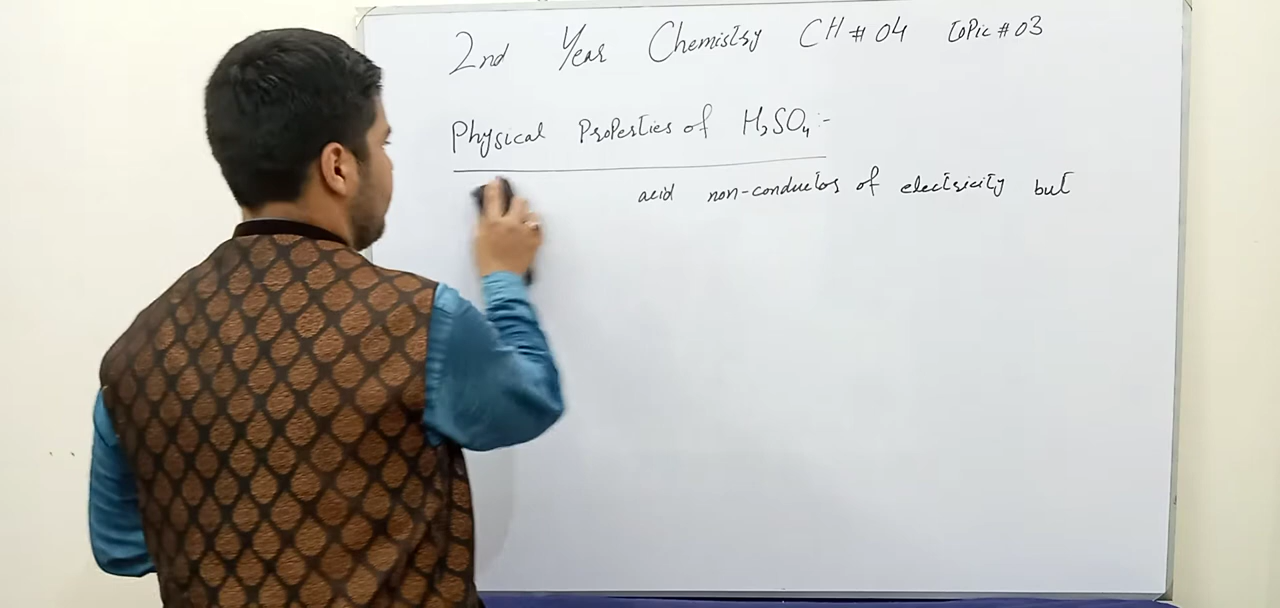 2nd Year Chemistry CH # 04 Topic # 03
Physical Properties of H₂SO₄ :-
acid non-conductor of electricity but